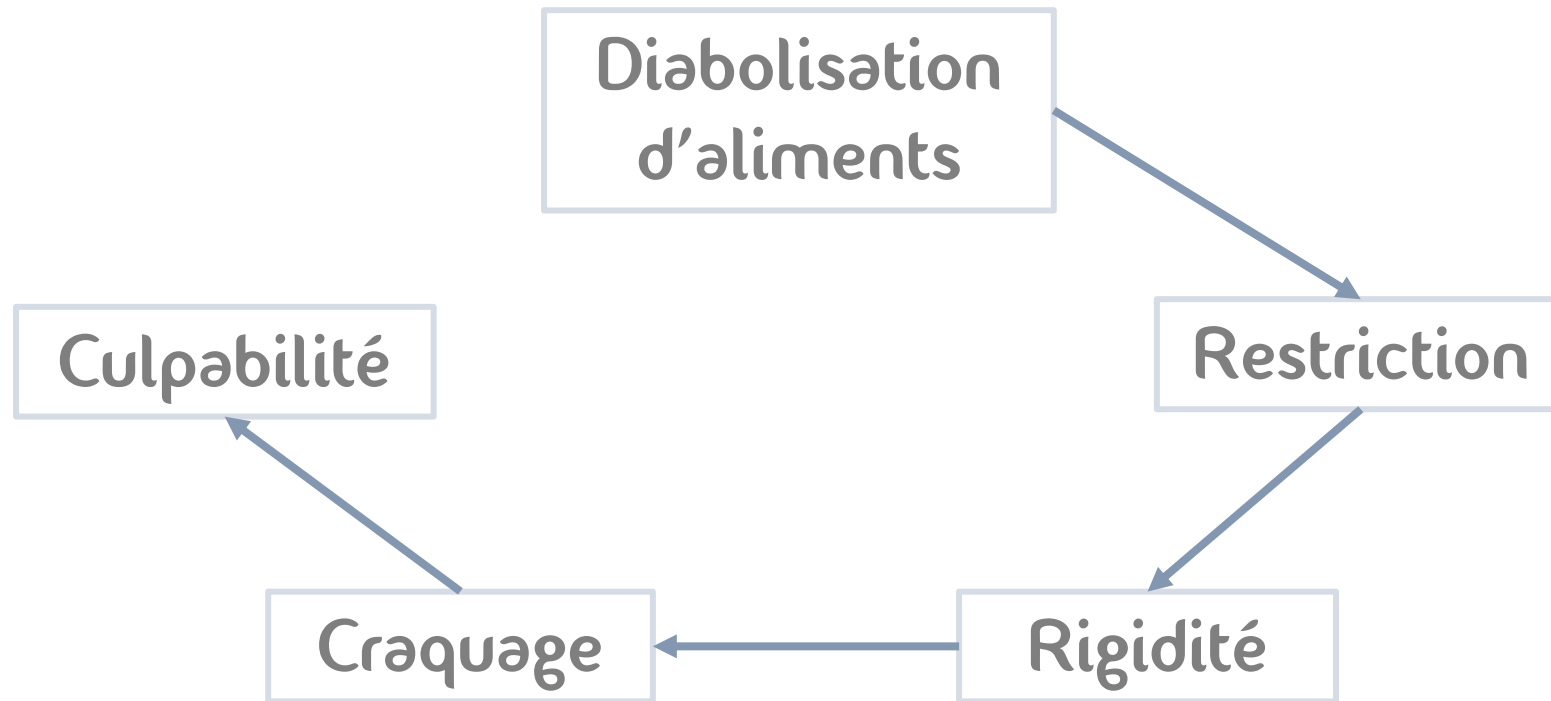 Diabolisation
d’aliments
Culpabilité
Restriction
Craquage
Rigidité